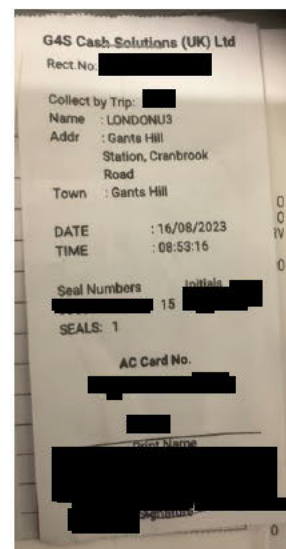 G4S Cash Solutions (UK) Ltd
Rect.No:
Collect by Trip:
Name : LONDONU3
Addr : Gants Hill
Station, Cranbrook
Road
Town : Gants Hill
DATE : 16/08/2023
TIME : 08:53:16
Seal Numbers Initials
15
SEALS: 1
AC Card No.
Print Name
Signature